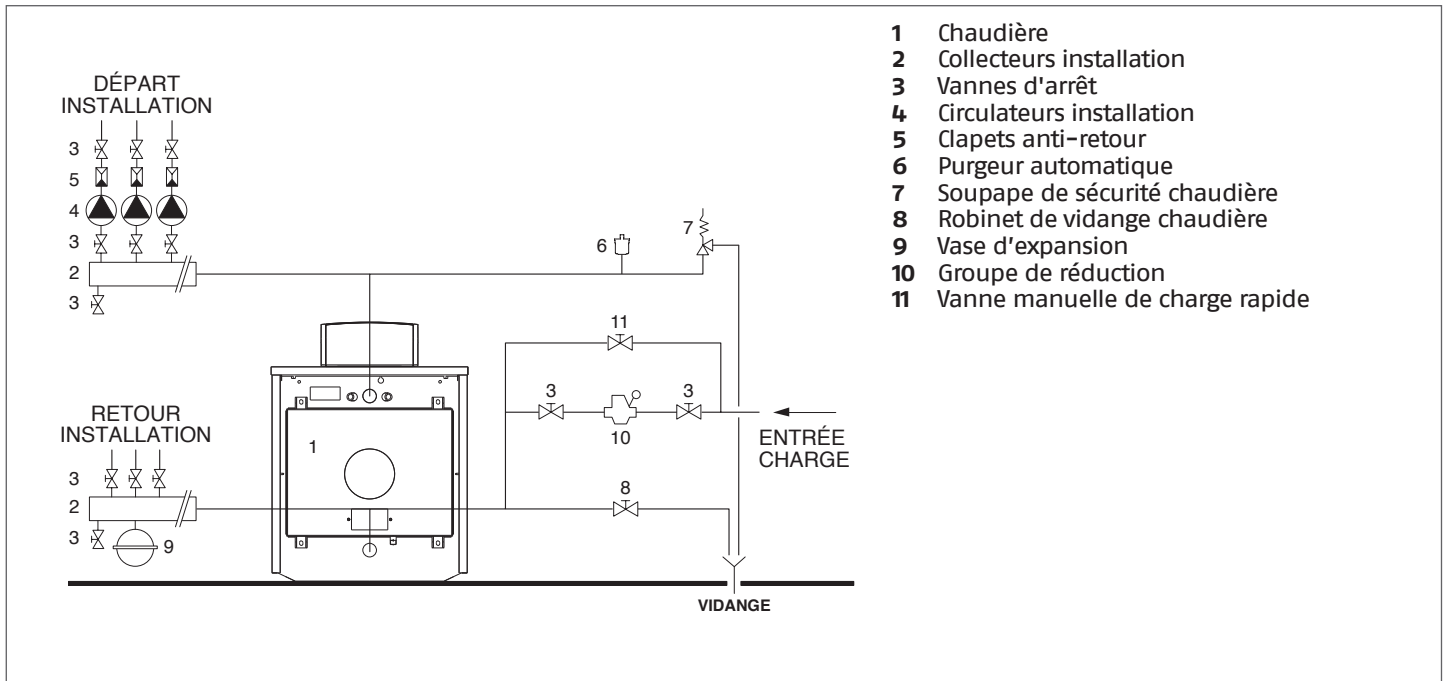 DÉPART
INSTALLATION
3
5
4
3
2
3
6
7
11
3
3
10
ENTRÉE
CHARGE
RETOUR
INSTALLATION
1
3
2
3
9
8
VIDANGE
1 Chaudière
2 Collecteurs installation
3 Vannes d'arrêt
4 Circulateurs installation
5 Clapets anti-retour
6 Purgeur automatique
7 Soupape de sécurité chaudière
8 Robinet de vidange chaudière
9 Vase d'expansion
10 Groupe de réduction
11 Vanne manuelle de charge rapide